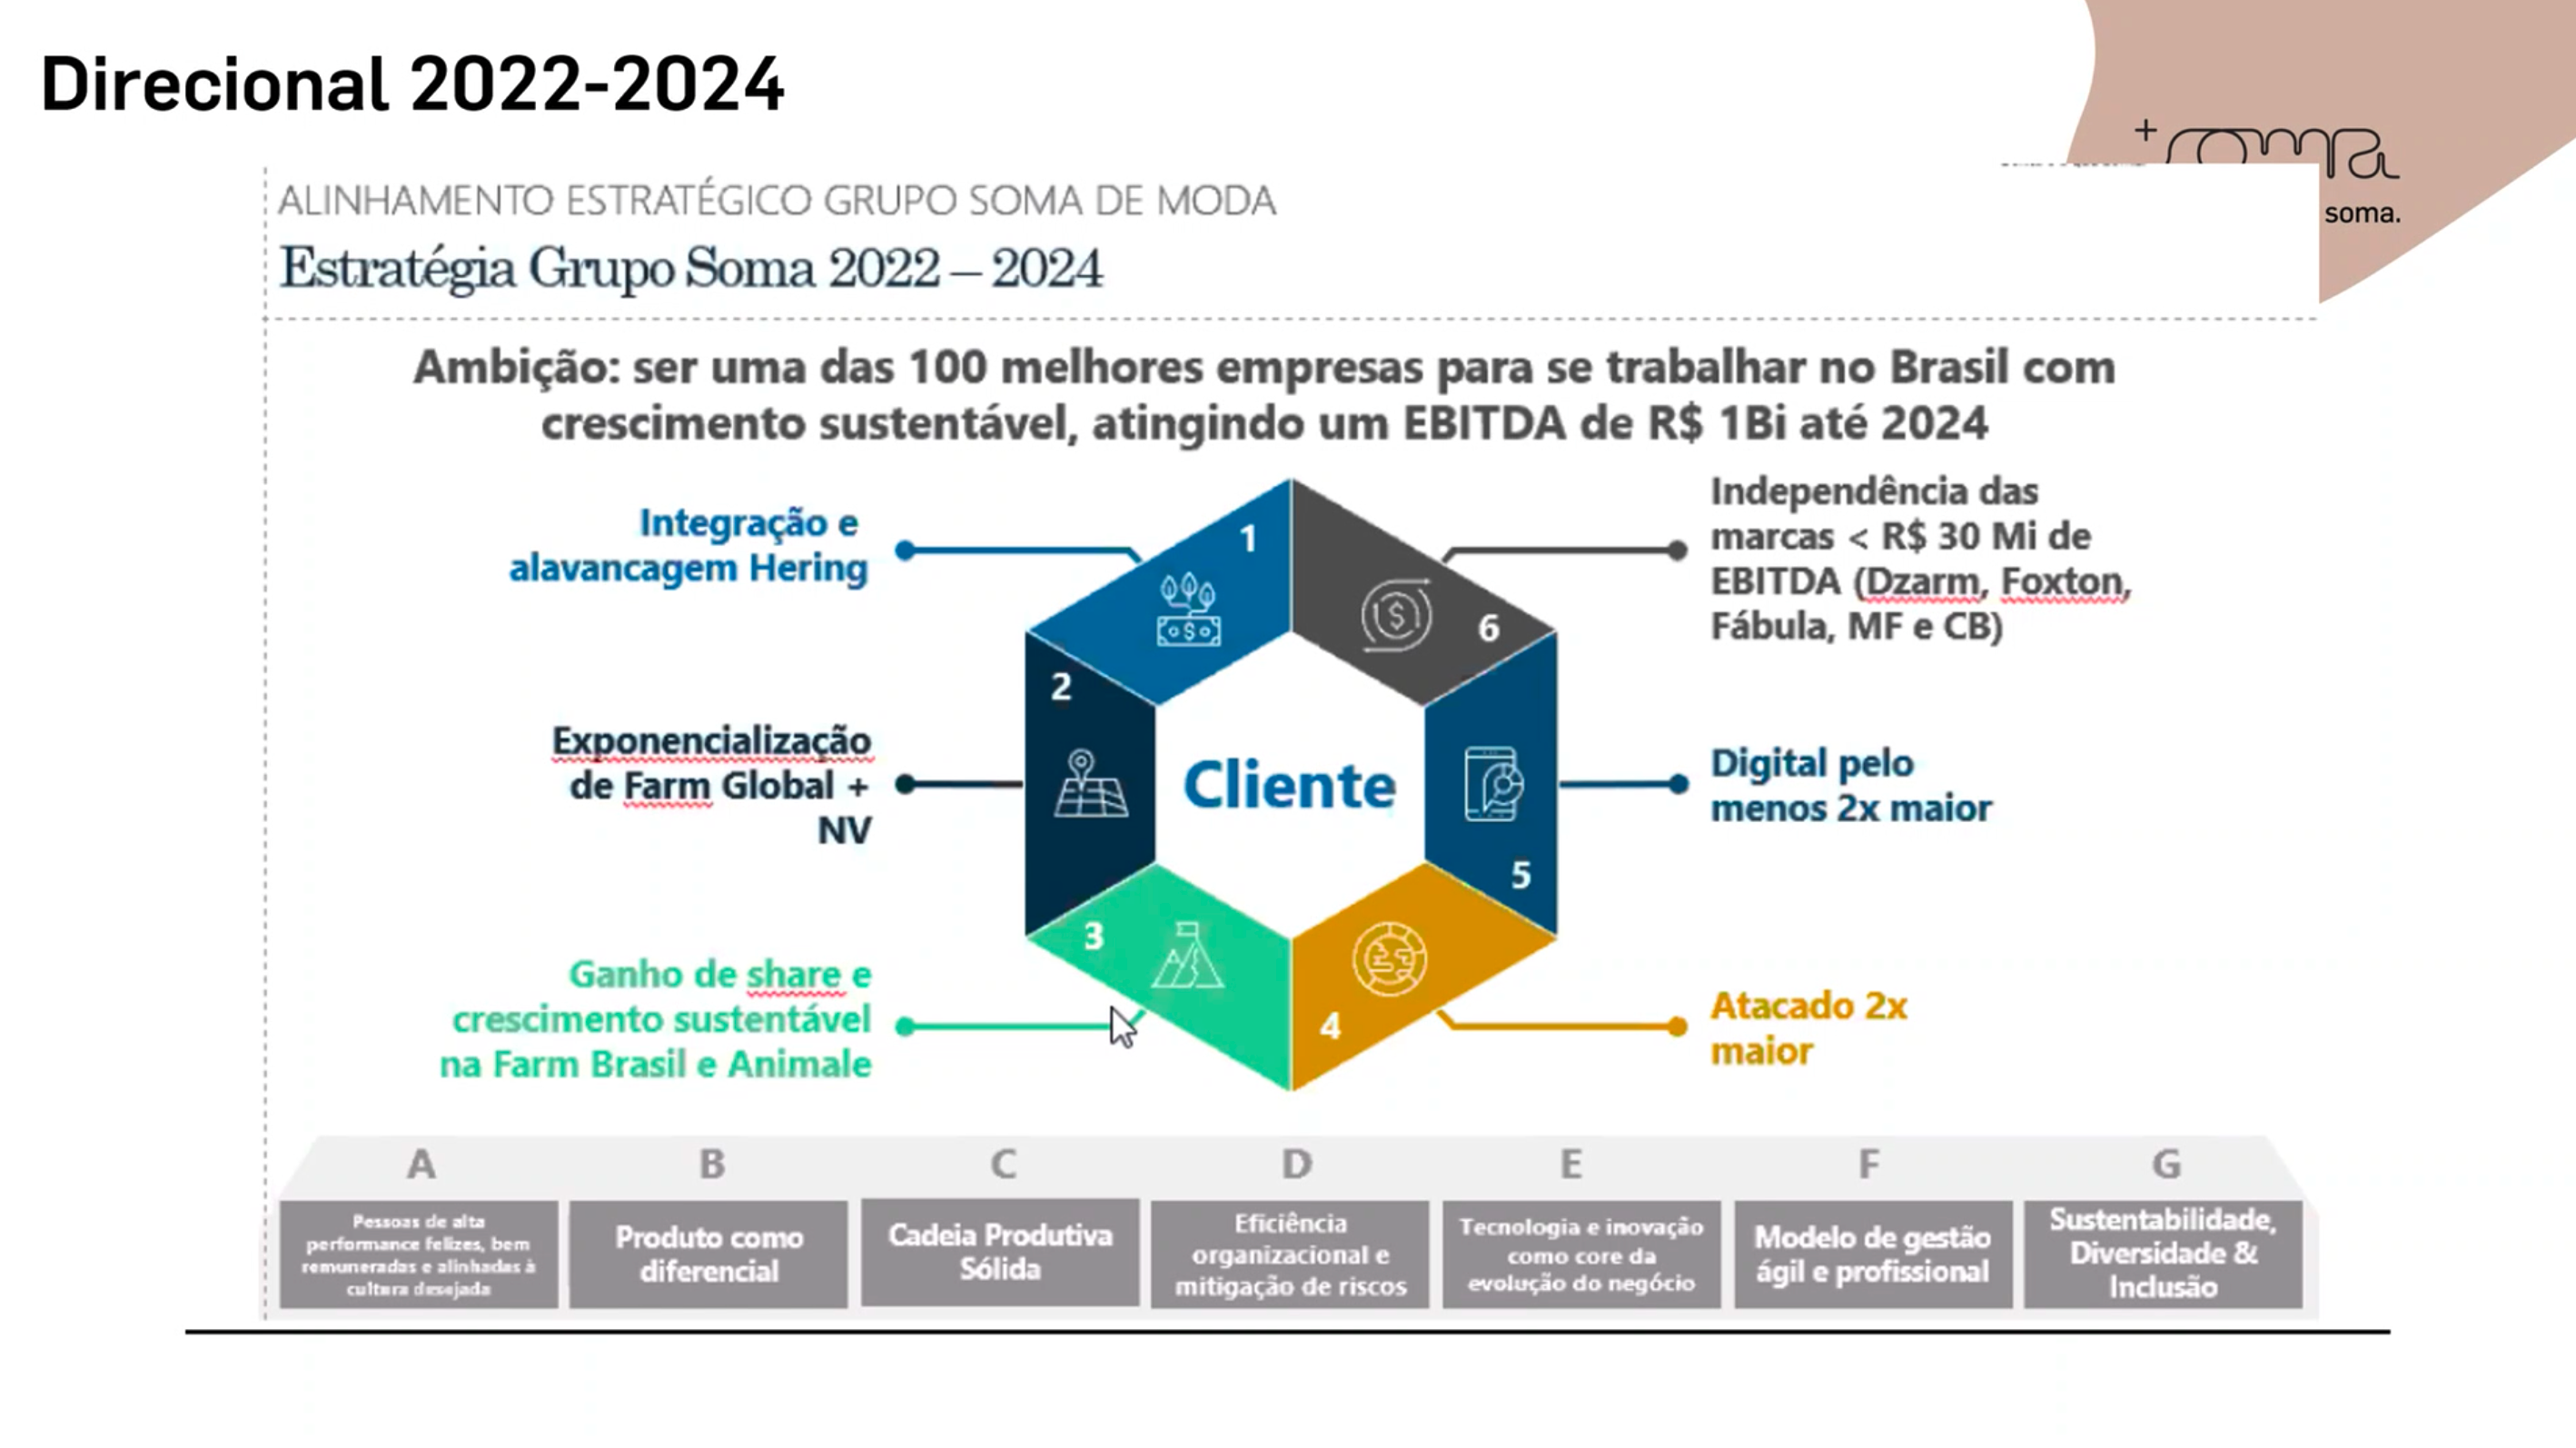 Direcional 2022-2024
+soma
soma.
ALINHAMENTO ESTRATÉGICO GRUPO SOMA DE MODA
Estratégia Grupo Soma 2022 – 2024
Ambição: ser uma das 100 melhores empresas para se trabalhar no Brasil com
crescimento sustentável, atingindo um EBITDA de R$ 1Bi até 2024
1
Integração e
alavancagem Hering
2
Exponencialização
de Farm Global +
NV
3
Ganho de share e
crescimento sustentável
na Farm Brasil e Animale
Cliente
6
Independência das
marcas < R$ 30 Mi de
EBITDA (Dzarm, Foxton,
Fábula, MF e CB)
5
Digital pelo
menos 2x maior
4
Atacado 2x
maior
A
Pessoas de alta
performance felizes, bem
remuneradas e alinhadas à
cultura desejada
B
Produto como
diferencial
C
Cadeia Produtiva
Sólida
D
Eficiência
organizacional e
mitigação de riscos
E
Tecnologia e inovação
como core da
evolução do negócio
F
Modelo de gestão
ágil e profissional
G
Sustentabilidade,
Diversidade &
Inclusão